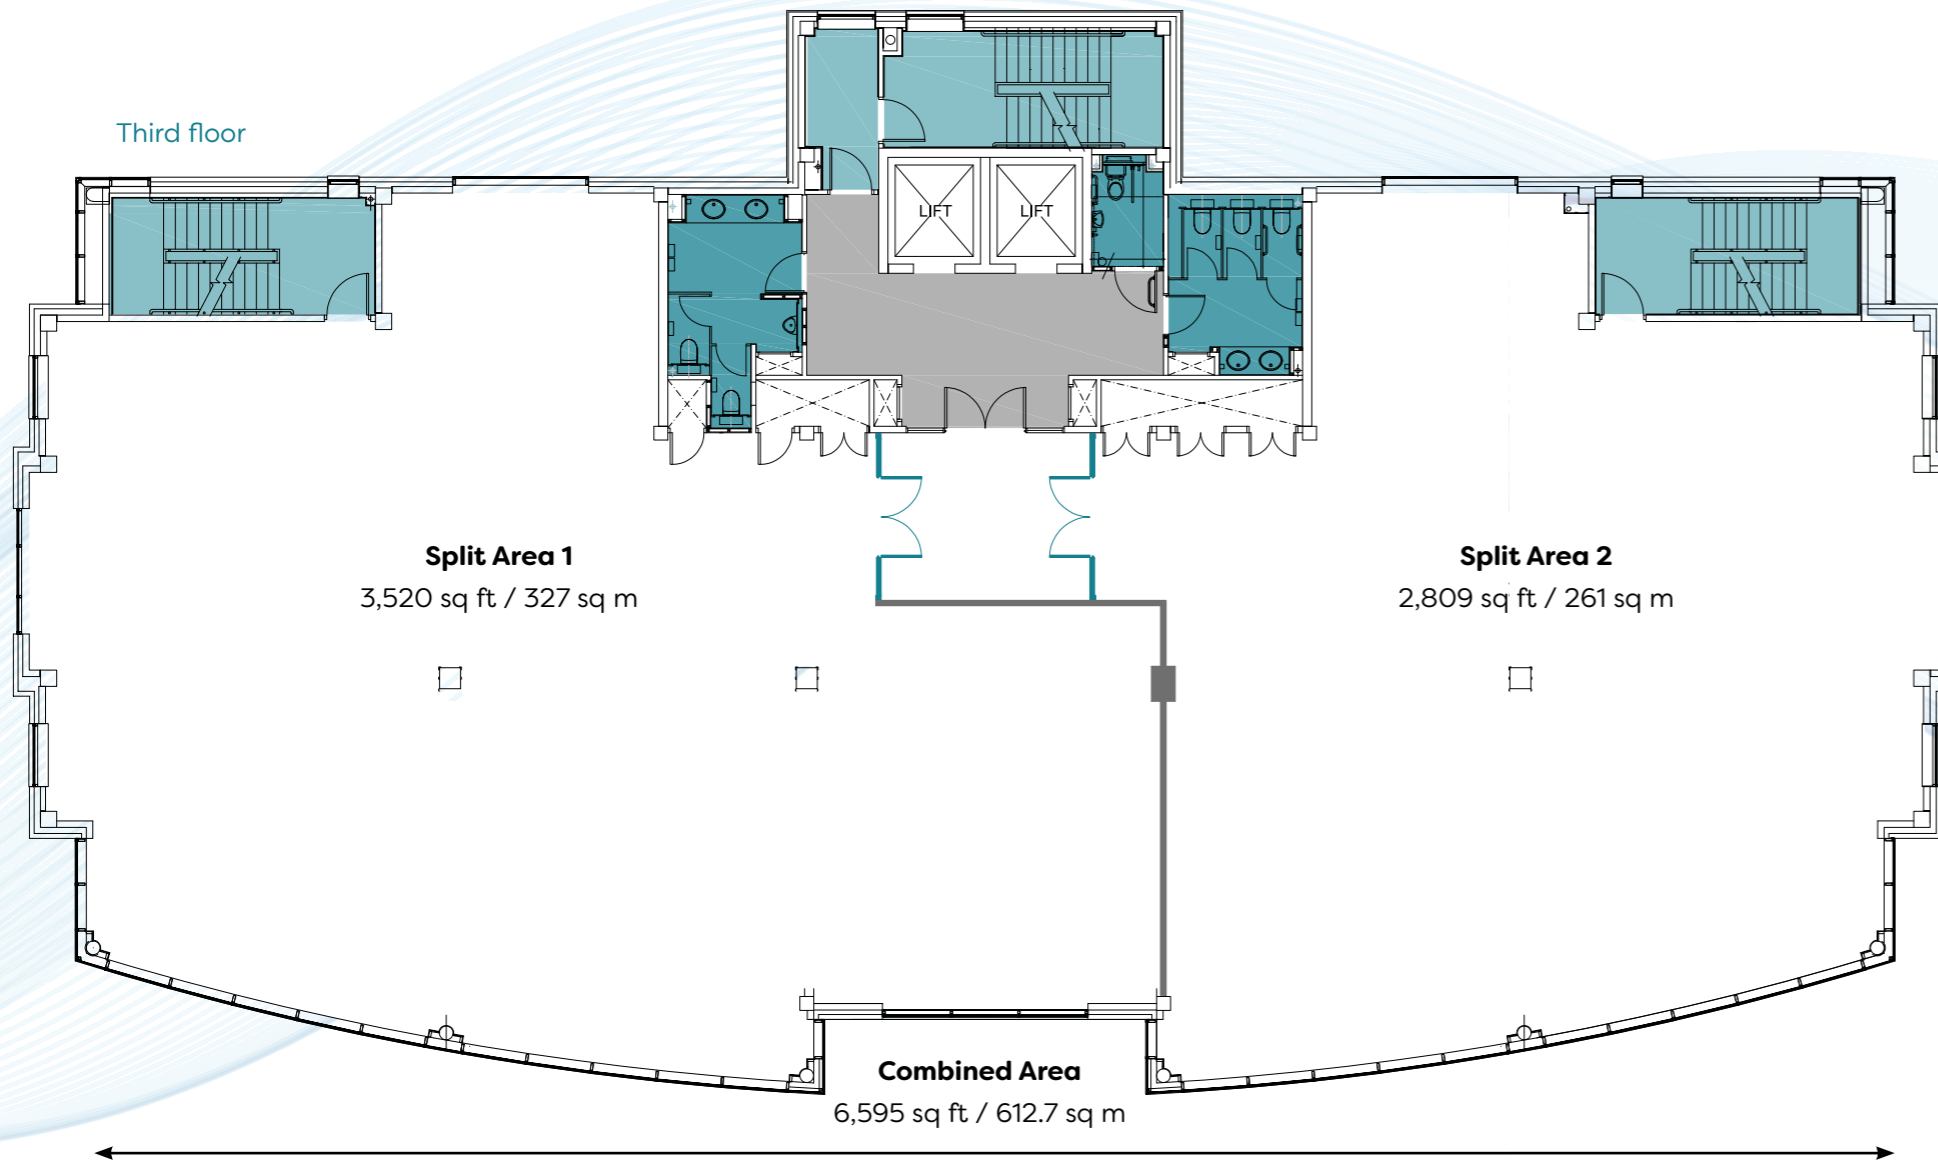 Third floor
LIFT
LIFT
Split Area 1
3,520 sq ft / 327 sq m
Split Area 2
2,809 sq ft / 261 sq m
Combined Area
6,595 sq ft / 612.7 sq m